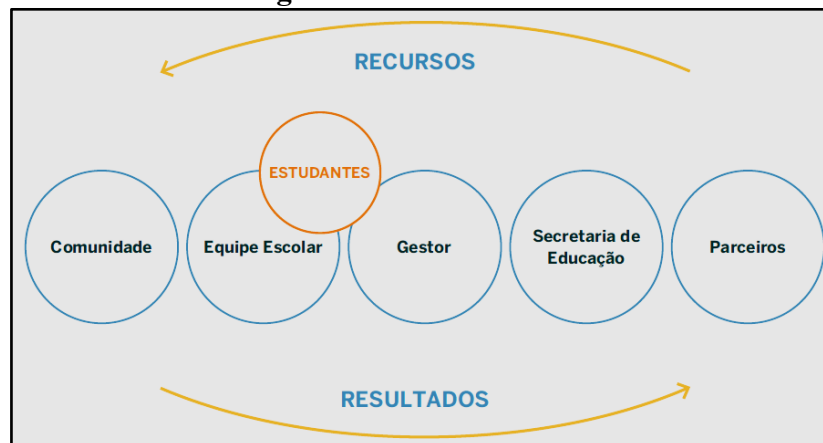 RECURSOS
ESTUDANTES
Comunidade
Equipe Escolar
Gestor
Secretaria de
Educação
Parceiros
RESULTADOS